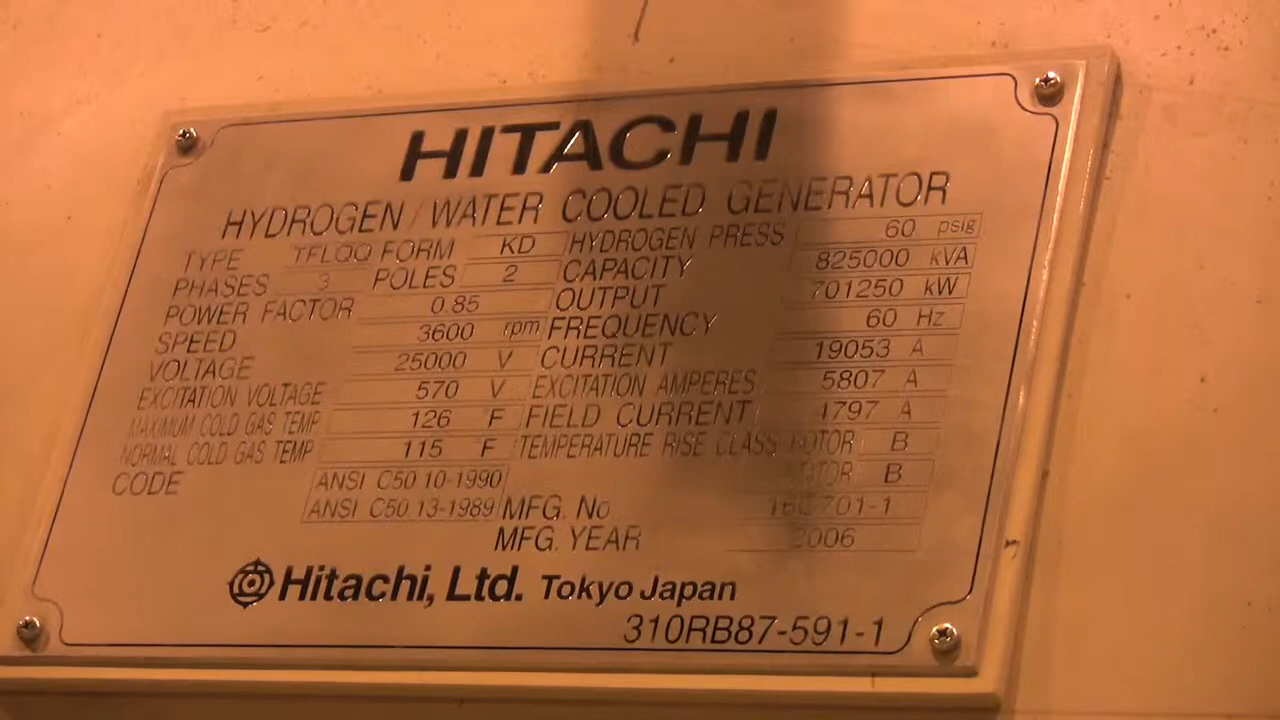 HITACHI
HYDROGEN/WATER COOLED GENERATOR
TYPE TFLQQ FORM KD HYDROGEN PRESS 60 psig
PHASES 3 POLES 2 CAPACITY 825000 kVA
POWER FACTOR 0.85 OUTPUT 701250 kW
SPEED 3600 rpm FREQUENCY 60 Hz
VOLTAGE 25000 V CURRENT 19053 A
EXCITATION VOLTAGE 570 V EXCITATION AMPERES 5807 A
MAXIMUM COLD GAS TEMP 126 F FIELD CURRENT A
NORMAL COLD GAS TEMP 115 F TEMPERATURE RISE CLASS ROTOR B
B
CODE ANSI C50 10-1990
ANSI C50 13-1989 MFG. No
MFG. YEAR 2006
Hitachi, Ltd. Tokyo Japan
310RB87-591-1